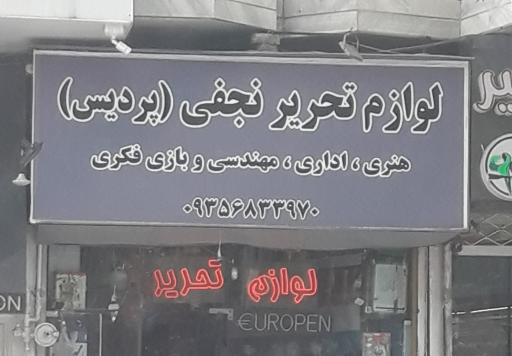 لوازم تحریر نجفی (پردیس)
هنری ، اداری ، مهندسی و بازی فکری
۰۹۳۵۶۸۳۳۹۷۰
لوازم تحریر
EUROPEN